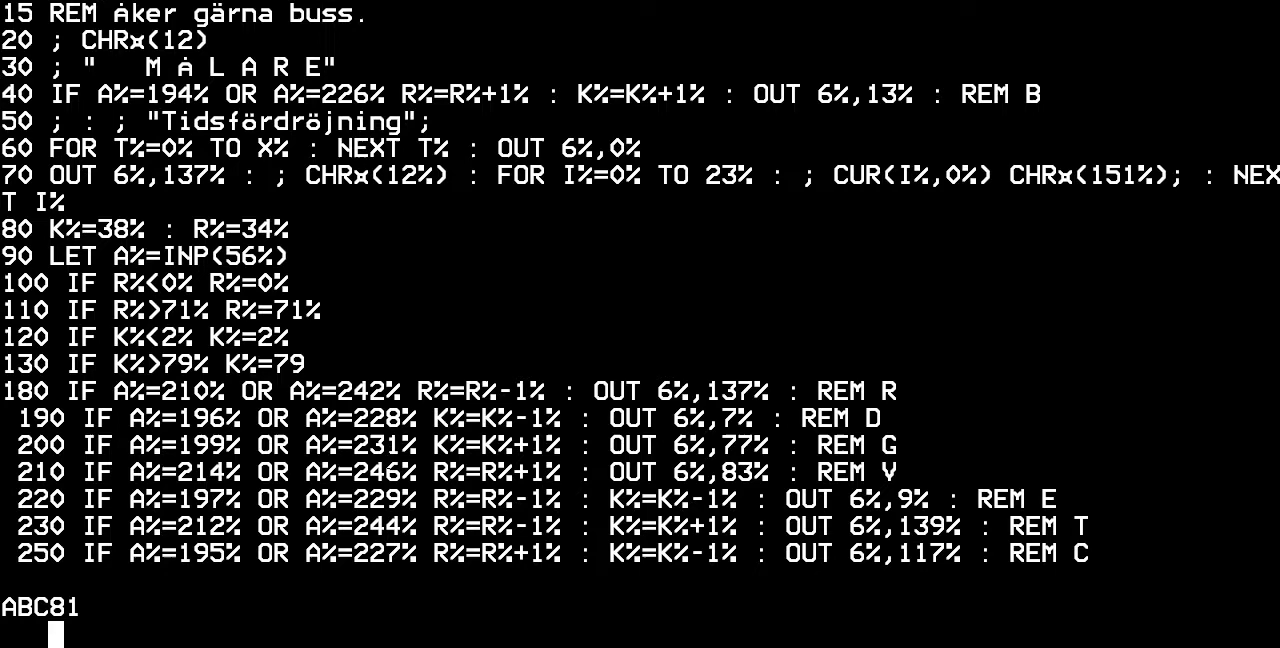 15 REM Åker gärna buss.
20 ; CHR¤(12)
30 ; "   M Å L A R E"
40 IF A%=194% OR A%=226% R%=R%+1% : K%=K%+1% : OUT 6%,13% : REM B
50 ; : ; "Tidsfördröjning";
60 FOR T%=0% TO X% : NEXT T% : OUT 6%,0%
70 OUT 6%,137% : ; CHR¤(12%) : FOR I%=0% TO 23% : ; CUR(I%,0%) CHR¤(151%); : NEX
T I%
80 K%=38% : R%=34%
90 LET A%=INP(56%)
100 IF R%<0% R%=0%
110 IF R%>71% R%=71%
120 IF K%<2% K%=2%
130 IF K%>79% K%=79
180 IF A%=210% OR A%=242% R%=R%-1% : OUT 6%,137% : REM R
190 IF A%=196% OR A%=228% K%=K%-1% : OUT 6%,7% : REM D
200 IF A%=199% OR A%=231% K%=K%+1% : OUT 6%,77% : REM G
210 IF A%=214% OR A%=246% R%=R%+1% : OUT 6%,83% : REM V
220 IF A%=197% OR A%=229% R%=R%-1% : K%=K%-1% : OUT 6%,9% : REM E
230 IF A%=212% OR A%=244% R%=R%-1% : K%=K%+1% : OUT 6%,139% : REM T
250 IF A%=195% OR A%=227% R%=R%+1% : K%=K%-1% : OUT 6%,117% : REM C
ABC81